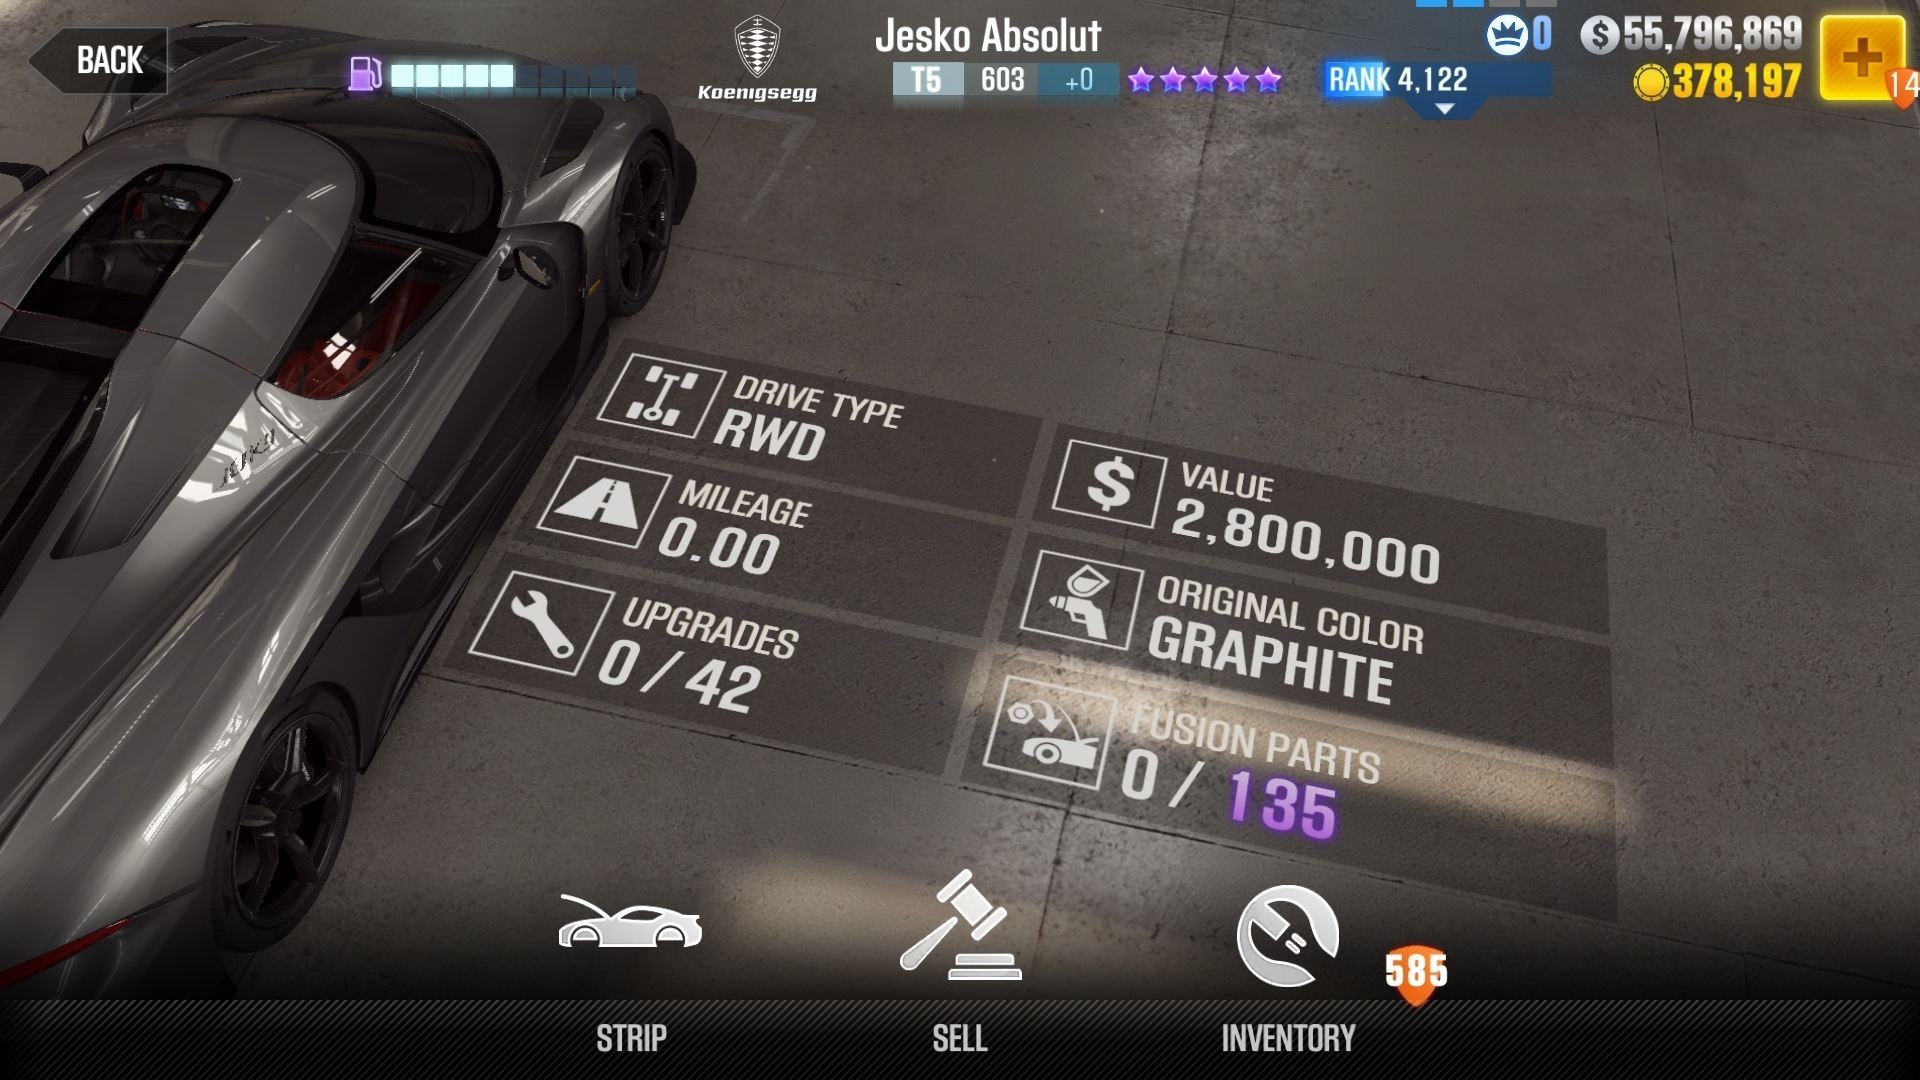 BACK
Koenigsegg
Jesko Absolut
T5 603 +0
RANK 4,122
0
$ 55,796,869
378,197
14
DRIVE TYPE
RWD
MILEAGE
0.00
UPGRADES
0 / 42
$ VALUE
2,800,000
ORIGINAL COLOR
GRAPHITE
FUSION PARTS
0 / 135
585
STRIP
SELL
INVENTORY